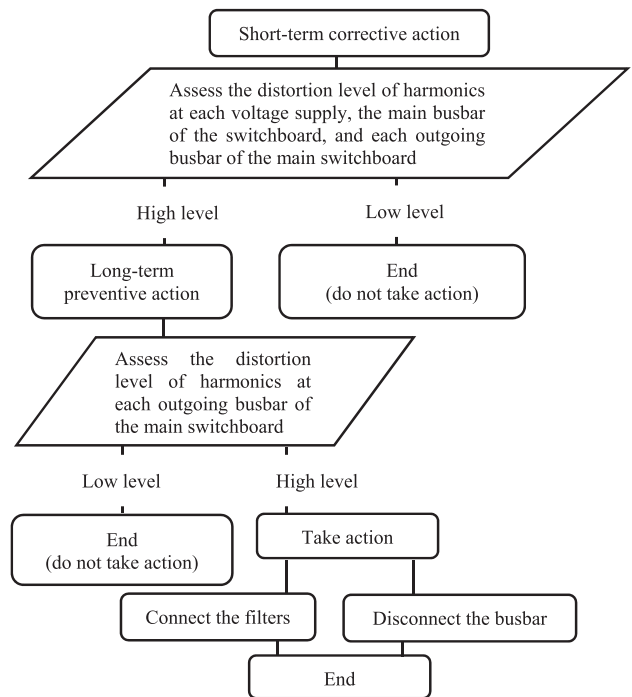 Short-term corrective action
Assess the distortion level of harmonics
at each voltage supply, the main busbar
of the switchboard, and each outgoing
busbar of the main switchboard
High level
Low level
Long-term
preventive action
End
(do not take action)
Assess the distortion
level of harmonics at
each outgoing busbar of
the main switchboard
Low level
High level
End
(do not take action)
Take action
Connect the filters
Disconnect the busbar
End